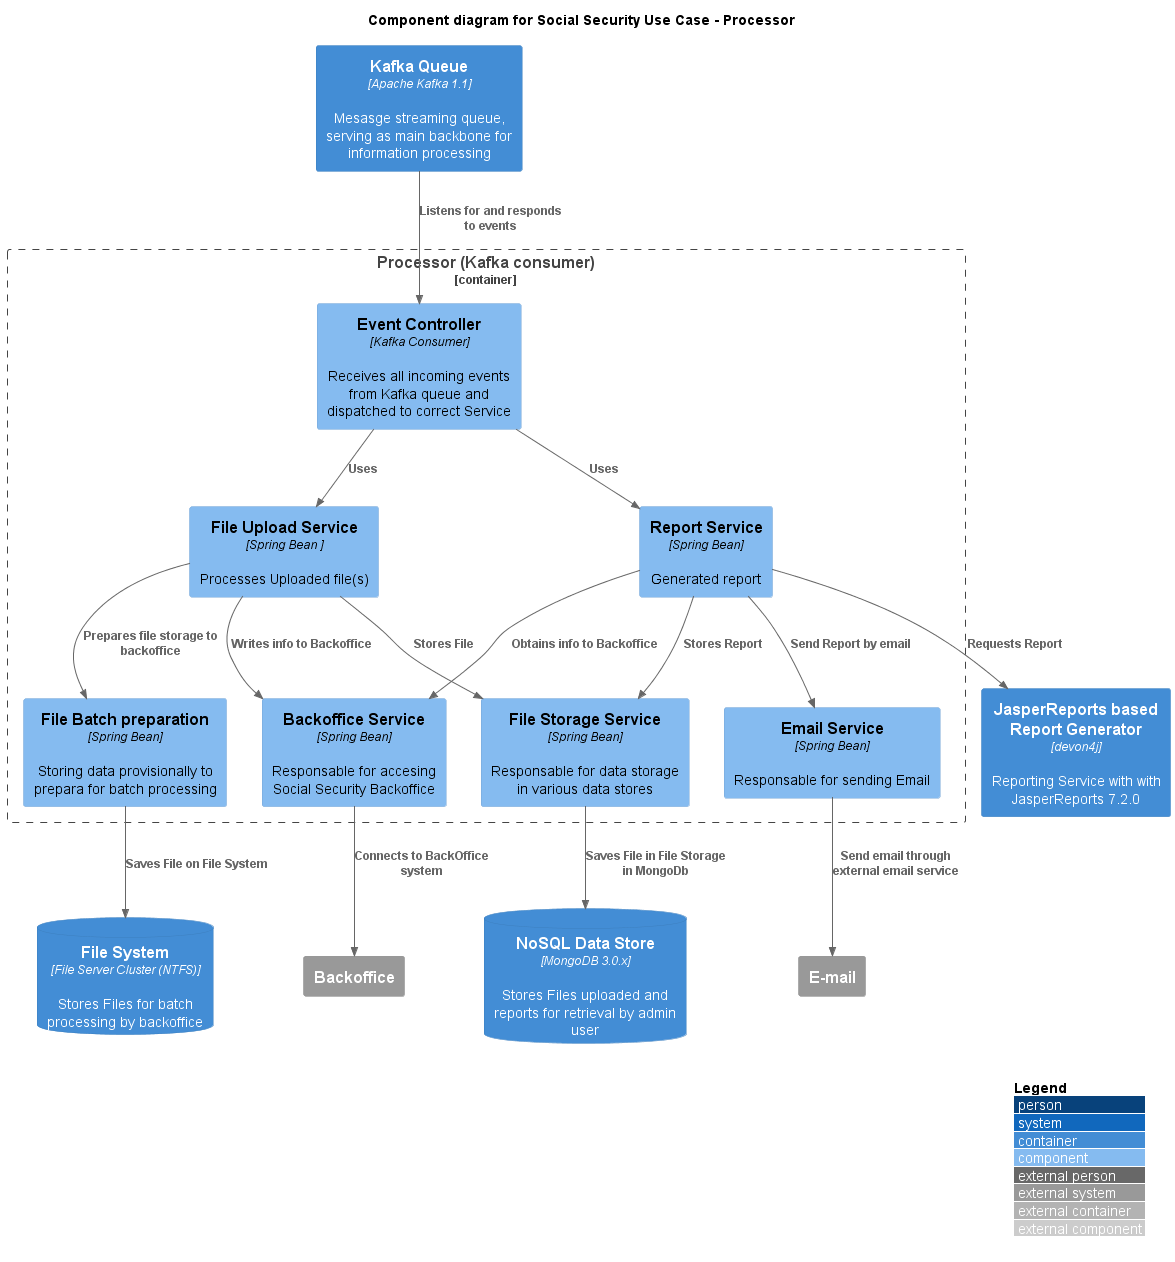 Component diagram for Social Security Use Case - Processor
Kafka Queue
[Apache Kafka 1.1]
Mesasge streaming queue,
serving as main backbone for
information processing
Listens for and responds
to events
Processor (Kafka consumer)
[container]
Event Controller
[Kafka Consumer]
Receives all incoming events
from Kafka queue and
dispatched to correct Service
Uses
Uses
File Upload Service
[Spring Bean ]
Processes Uploaded file(s)
Report Service
[Spring Bean]
Generated report
Prepares file storage to
backoffice
Writes info to Backoffice
Stores File
Obtains info to Backoffice
Stores Report
Send Report by email
Requests Report
File Batch preparation
[Spring Bean]
Storing data provisionally to
prepara for batch processing
Backoffice Service
[Spring Bean]
Responsable for accesing
Social Security Backoffice
File Storage Service
[Spring Bean]
Responsable for data storage
in various data stores
Email Service
[Spring Bean]
Responsable for sending Email
JasperReports based
Report Generator
[devon4j]
Reporting Service with with
JasperReports 7.2.0
Saves File on File System
Connects to BackOffice
system
Saves File in File Storage
in MongoDb
Send email through
external email service
File System
[File Server Cluster (NTFS)]
Stores Files for batch
processing by backoffice
Backoffice
NoSQL Data Store
[MongoDB 3.0.x]
Stores Files uploaded and
reports for retrieval by admin
user
E-mail
Legend
person
system
container
component
external person
external system
external container
external component